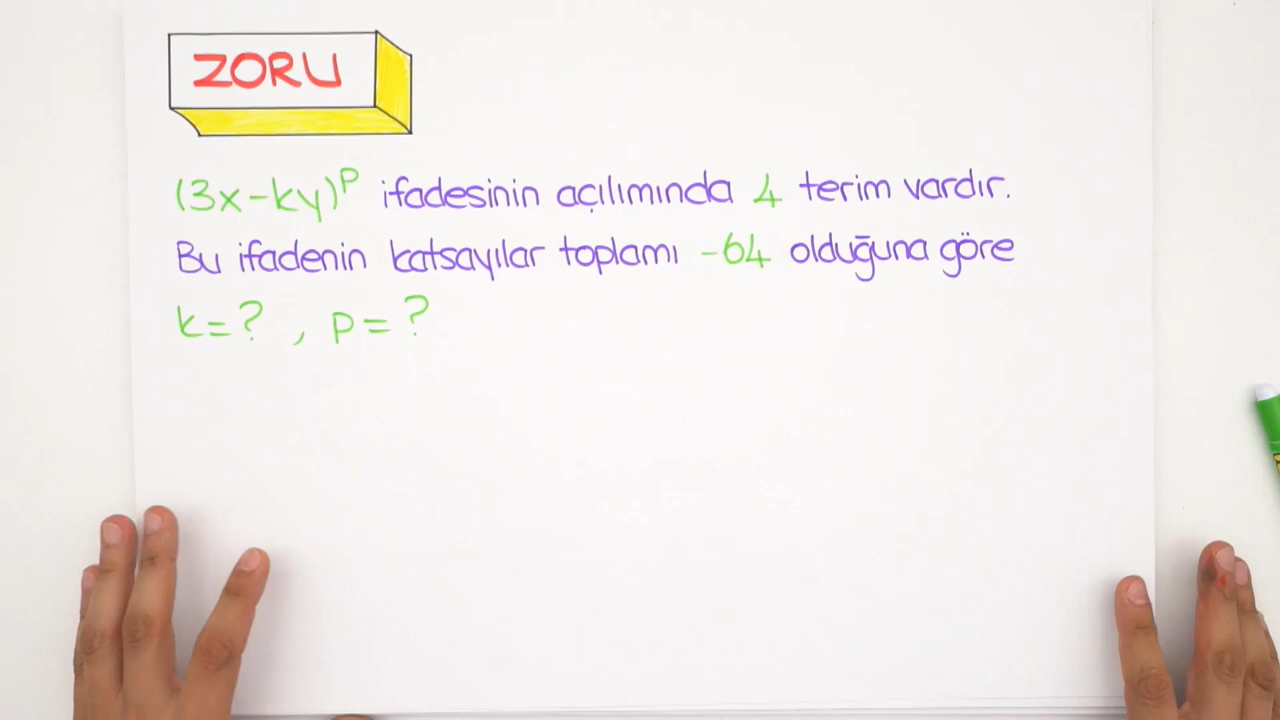 ZORU
(3x-ky)^p ifadesinin açılımında 4 terim vardır.
Bu ifadenin katsayılar toplamı -64 olduğuna göre
k=? , p=?